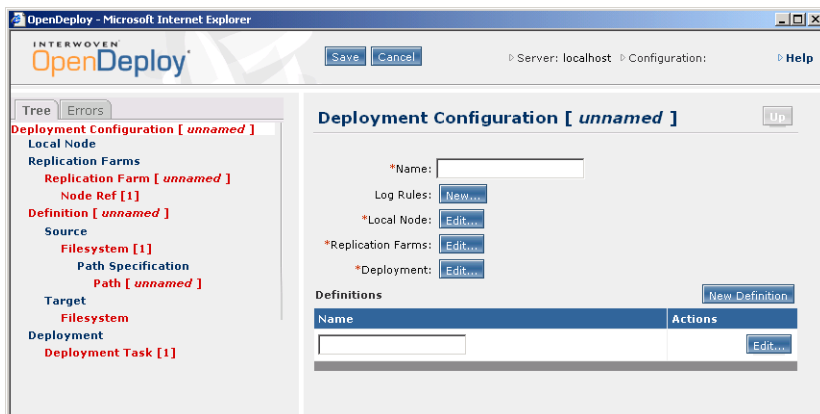 OpenDeploy - Microsoft Internet Explorer
INTERWOVEN
OpenDeploy
Save Cancel Server: localhost Configuration: Help
Tree Errors
Deployment Configuration [ unnamed ]
Local Node
Replication Farms
Replication Farm [ unnamed ]
Node Ref [1]
Definition [ unnamed ]
Source
Filesystem [1]
Path Specification
Path [ unnamed ]
Target
Filesystem
Deployment
Deployment Task [1]
Deployment Configuration [ unnamed ] Up
*Name:
Log Rules: New...
*Local Node: Edit...
*Replication Farms: Edit...
*Deployment: Edit...
Definitions New Definition
Name Actions
Edit...